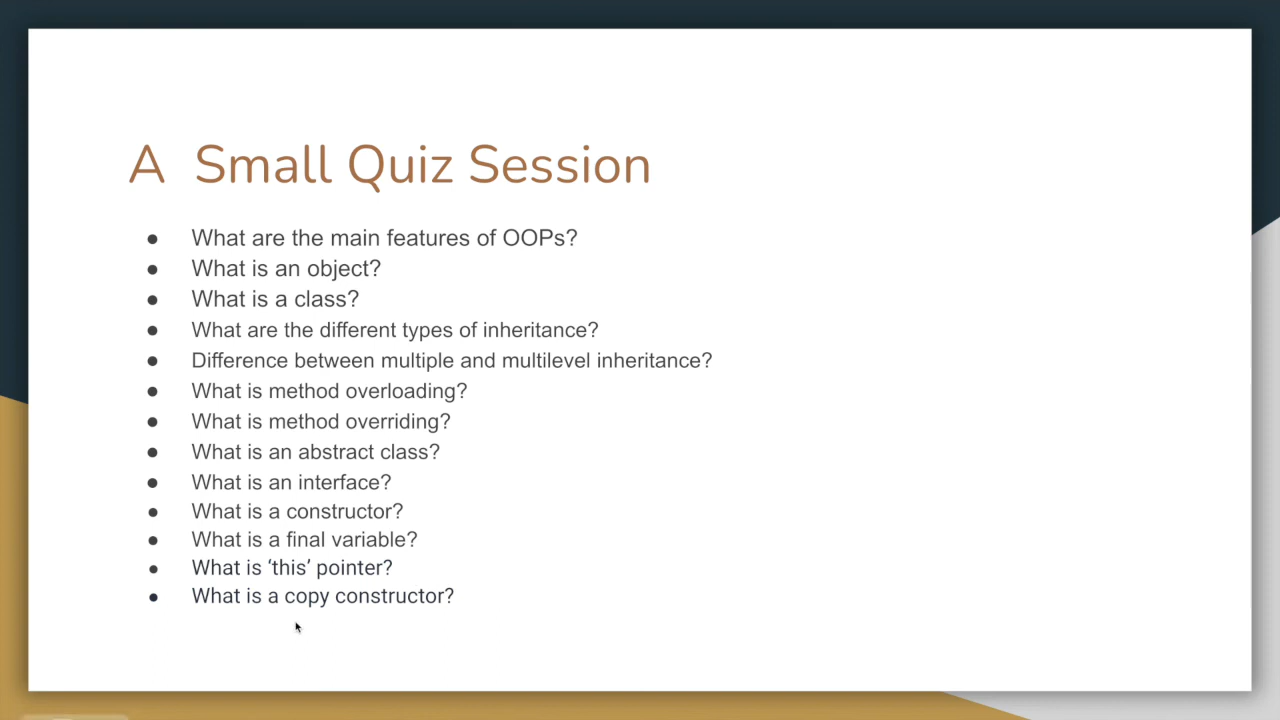 A Small Quiz Session
● What are the main features of OOPs?
● What is an object?
● What is a class?
● What are the different types of inheritance?
● Difference between multiple and multilevel inheritance?
● What is method overloading?
● What is method overriding?
● What is an abstract class?
● What is an interface?
● What is a constructor?
● What is a final variable?
● What is ‘this’ pointer?
● What is a copy constructor?